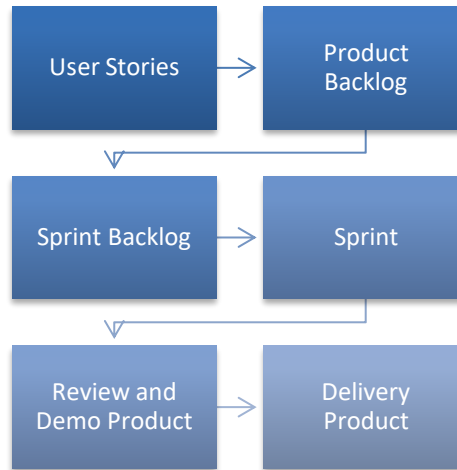 User Stories
Product
Backlog
Sprint Backlog
Sprint
Review and
Demo Product
Delivery
Product